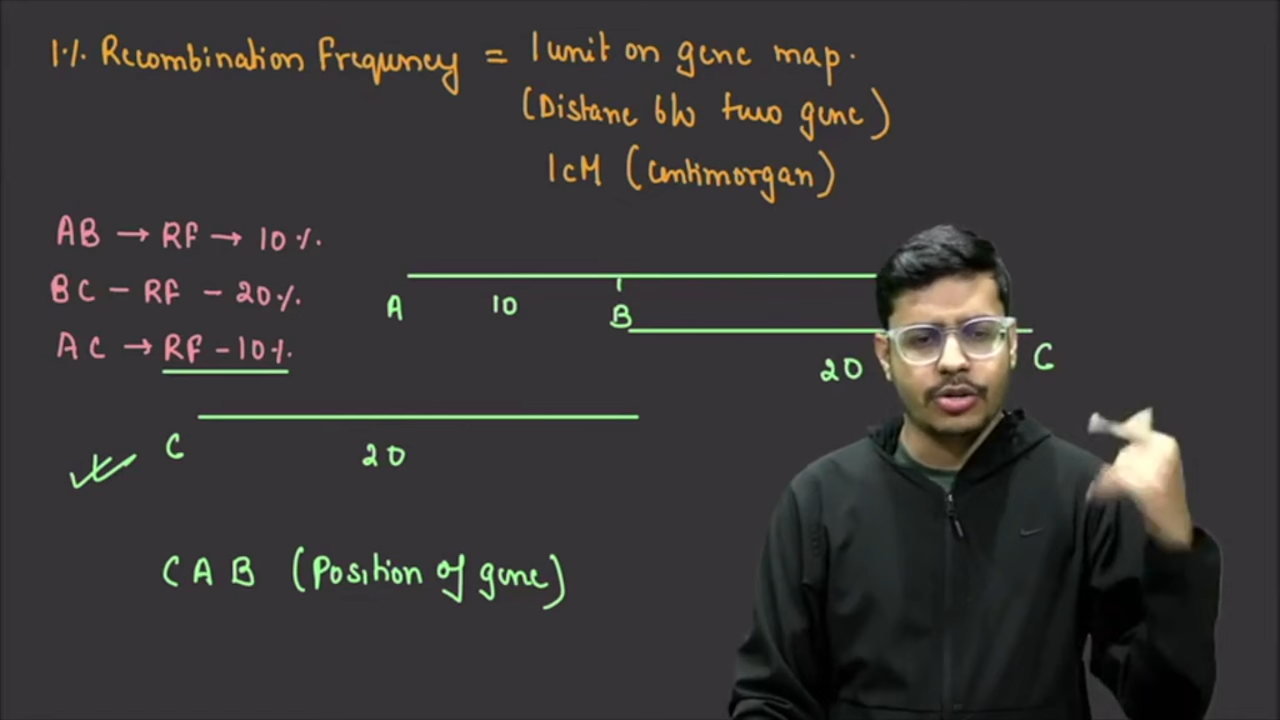 1% Recombination Frequency = 1 unit on gene map.
(Distane b/w two gene)
1cM (centimorgan)
AB → RF → 10%.
BC - RF - 20%.
AC → RF - 10%.
A 10 B
20 C
C 20
C A B (Position of gene)